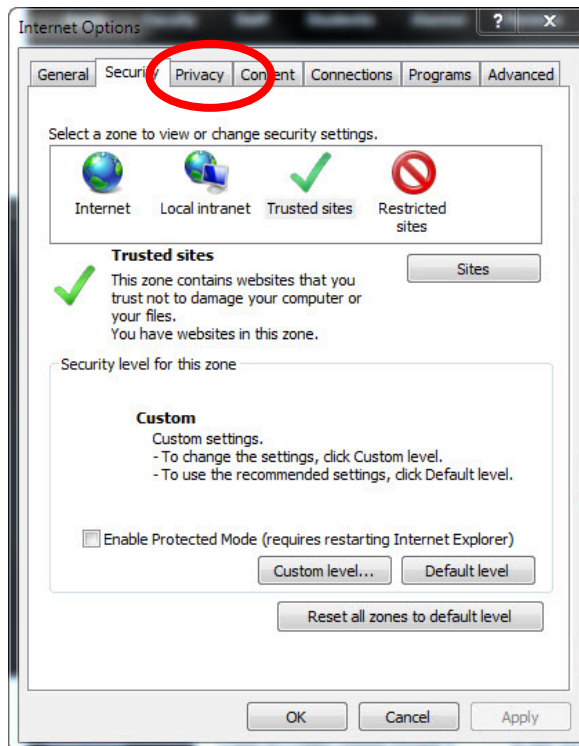 Internet Options
General Security Privacy Content Connections Programs Advanced
Select a zone to view or change security settings.
Internet Local intranet Trusted sites Restricted sites
Trusted sites
Sites
This zone contains websites that you
trust not to damage your computer or
your files.
You have websites in this zone.
Security level for this zone
Custom
Custom settings.
- To change the settings, click Custom level.
- To use the recommended settings, click Default level.
Enable Protected Mode (requires restarting Internet Explorer)
Custom level... Default level
Reset all zones to default level
OK Cancel Apply